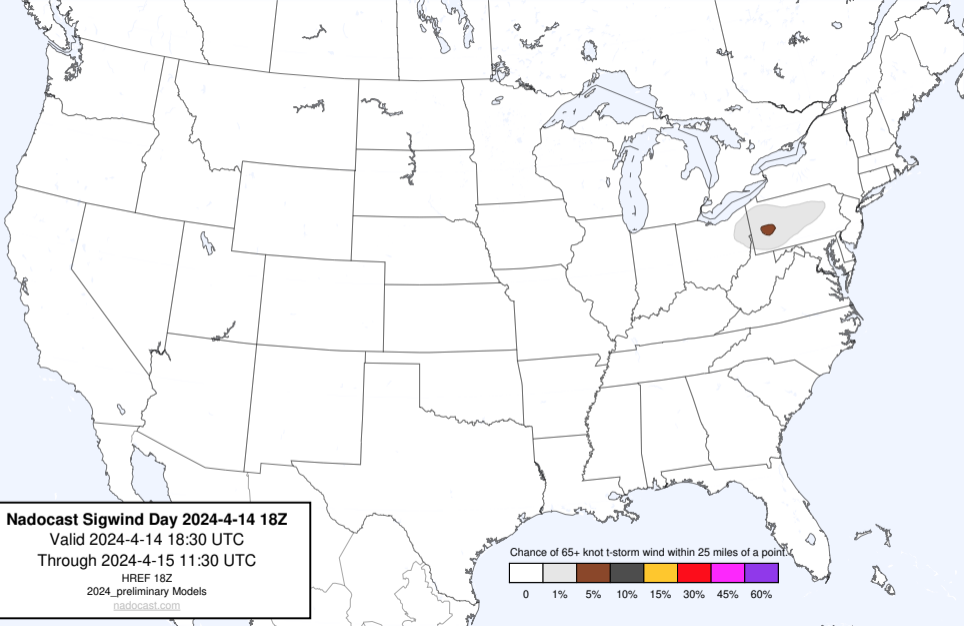 Nadocast Sigwind Day 2024-4-14 18Z
Valid 2024-4-14 18:30 UTC
Through 2024-4-15 11:30 UTC
HREF 18Z
2024_preliminary Models
nadocast.com
Chance of 65+ knot t-storm wind within 25 miles of a point.
0 1% 5% 10% 15% 30% 45% 60%